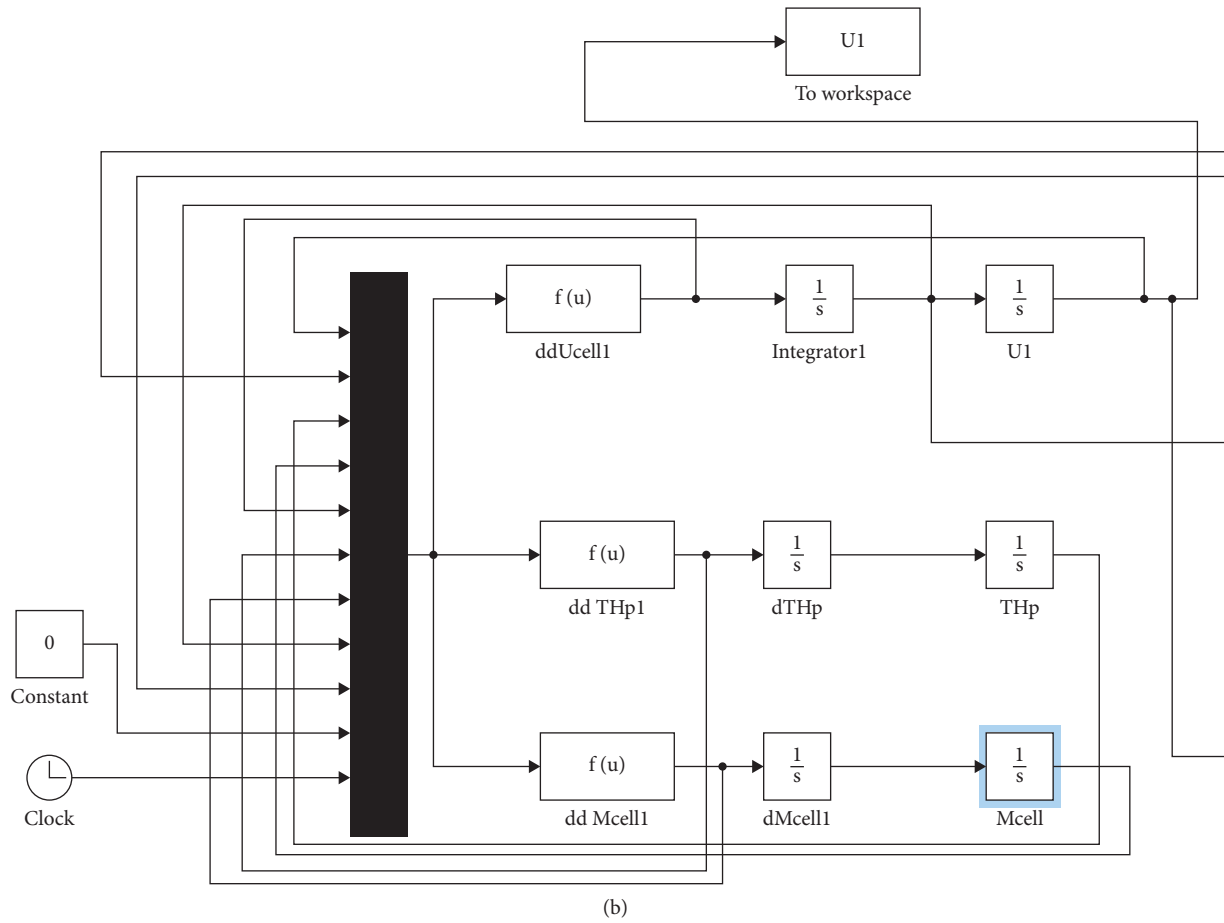 U1
To workspace
f (u)
ddUcell1
1
s
Integrator1
1
s
U1
f (u)
dd THp1
1
s
dTHp
1
s
THp
0
Constant
f (u)
dd Mcell1
1
s
dMcell1
1
s
Mcell
Clock
(b)